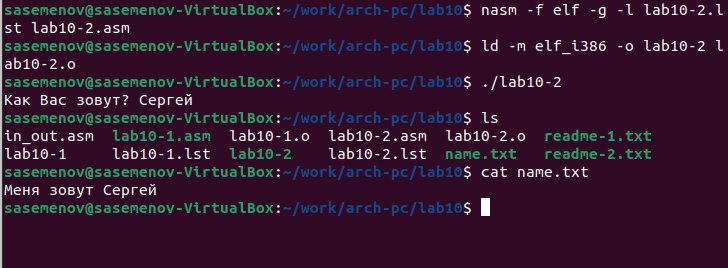 sasemenov@sasemenov-VirtualBox:~/work/arch-pc/lab10$ nasm -f elf -g -l lab10-2.l
st lab10-2.asm
sasemenov@sasemenov-VirtualBox:~/work/arch-pc/lab10$ ld -m elf_i386 -o lab10-2 l
ab10-2.o
sasemenov@sasemenov-VirtualBox:~/work/arch-pc/lab10$ ./lab10-2
Как Вас зовут? Сергей
sasemenov@sasemenov-VirtualBox:~/work/arch-pc/lab10$ ls
in_out.asm lab10-1.asm lab10-1.o lab10-2.asm lab10-2.o readme-1.txt
lab10-1 lab10-1.lst lab10-2 lab10-2.lst name.txt readme-2.txt
sasemenov@sasemenov-VirtualBox:~/work/arch-pc/lab10$ cat name.txt
Меня зовут Сергей
sasemenov@sasemenov-VirtualBox:~/work/arch-pc/lab10$